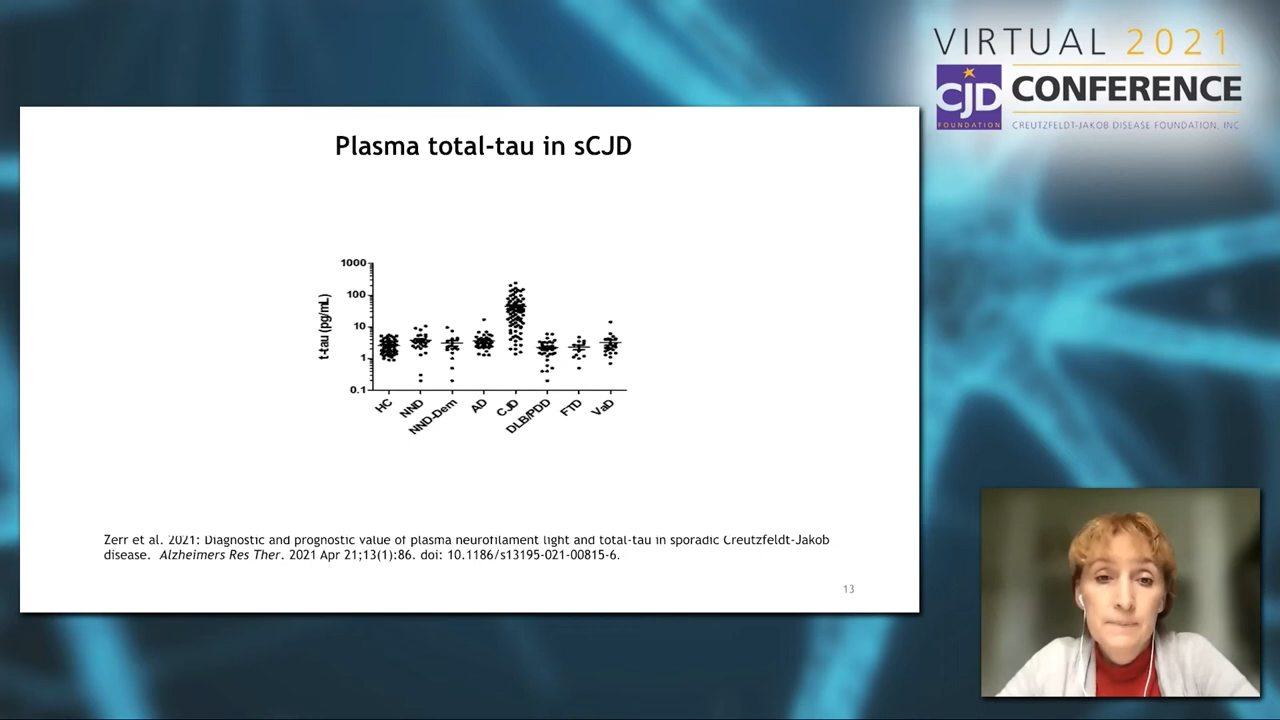 VIRTUAL 2021
CJD CONFERENCE
FOUNDATION CREUTZFELDT-JAKOB DISEASE FOUNDATION, INC
Plasma total-tau in sCJD
t-tau (pg/mL)
1000
100
10
1
0.1
HC NND NND-Dem AD CJD DLB/PDD FTD VaD
Zerr et al. 2021: Diagnostic and prognostic value of plasma neurofilament light and total-tau in sporadic Creutzfeldt-Jakob
disease. Alzheimers Res Ther. 2021 Apr 21;13(1):86. doi: 10.1186/s13195-021-00815-6.
13